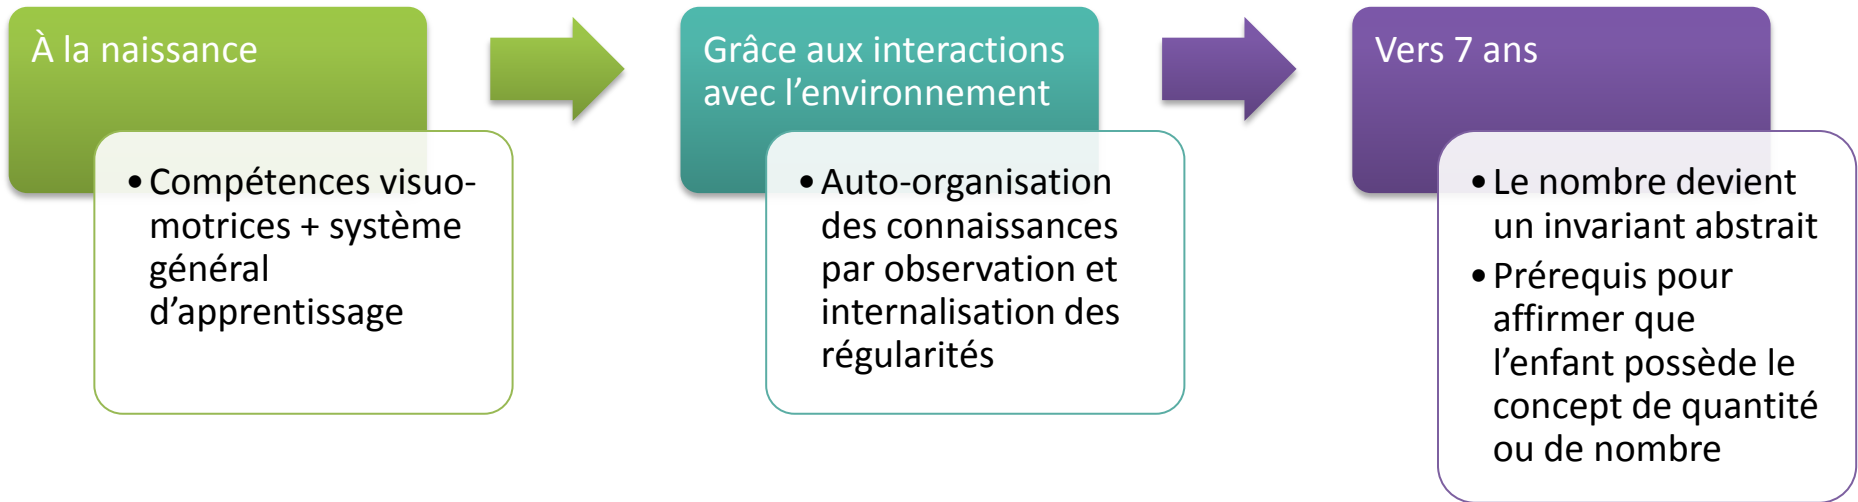 À la naissance
• Compétences visuo-
motrices + système
général
d’apprentissage
Grâce aux interactions
avec l’environnement
• Auto-organisation
des connaissances
par observation et
internalisation des
régularités
Vers 7 ans
• Le nombre devient
un invariant abstrait
• Prérequis pour
affirmer que
l’enfant possède le
concept de quantité
ou de nombre